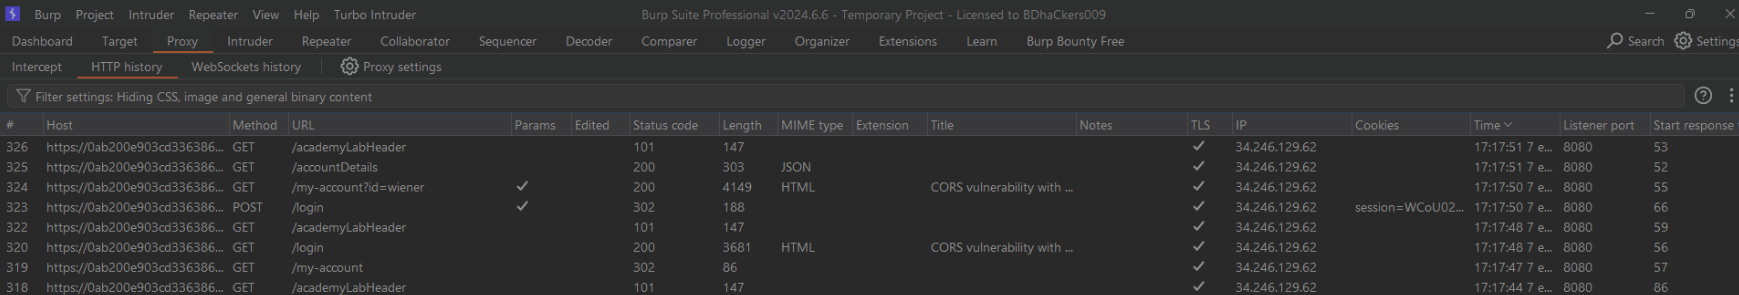 Burp Project Intruder Repeater View Help Turbo Intruder Burp Suite Professional v2024.6.6 - Temporary Project - Licensed to BDhaCkers009
Dashboard Target Proxy Intruder Repeater Collaborator Sequencer Decoder Comparer Logger Organizer Extensions Learn Burp Bounty Free Search Settings
Intercept HTTP history WebSockets history Proxy settings
Filter settings: Hiding CSS, image and general binary content
# Host Method URL Params Edited Status code Length MIME type Extension Title Notes TLS IP Cookies Time Listener port Start response
326 https://0ab200e903cd336386... GET /academyLabHeader 101 147 34.246.129.62 17:17:51 7 e... 8080 53
325 https://0ab200e903cd336386... GET /accountDetails 200 303 JSON 34.246.129.62 17:17:51 7 e... 8080 52
324 https://0ab200e903cd336386... GET /my-account?id=wiener 200 4149 HTML CORS vulnerability with ... 34.246.129.62 17:17:50 7 e... 8080 55
323 https://0ab200e903cd336386... POST /login 302 188 34.246.129.62 session=WCoU02... 17:17:50 7 e... 8080 66
322 https://0ab200e903cd336386... GET /academyLabHeader 101 147 34.246.129.62 17:17:48 7 e... 8080 59
320 https://0ab200e903cd336386... GET /login 200 3681 HTML CORS vulnerability with ... 34.246.129.62 17:17:48 7 e... 8080 56
319 https://0ab200e903cd336386... GET /my-account 302 86 34.246.129.62 17:17:47 7 e... 8080 57
318 https://0ab200e903cd336386... GET /academyLabHeader 101 147 34.246.129.62 17:17:44 7 e... 8080 86